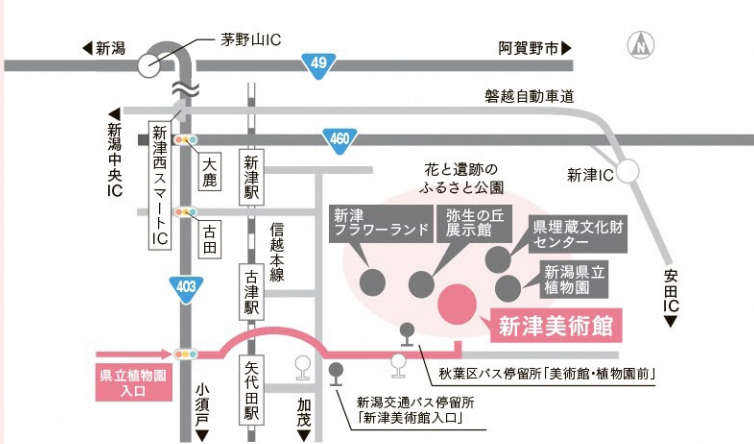 ◀新潟
茅野山IC
49
阿賀野市▶
N
磐越自動車道
◀新潟中央IC
新津西スマートIC
460
大鹿
新津駅
花と遺跡の
ふるさと公園
新津IC
古田
信越本線
新津
フラワーランド
弥生の丘
展示館
県埋蔵文化財
センター
新潟県立
植物園
403
古津駅
安田IC▶
新津美術館
県立植物園
入口
矢代田駅
秋葉区バス停留所「美術館・植物園前」
小須戸▶
加茂▶
新潟交通バス停留所
「新津美術館入口」